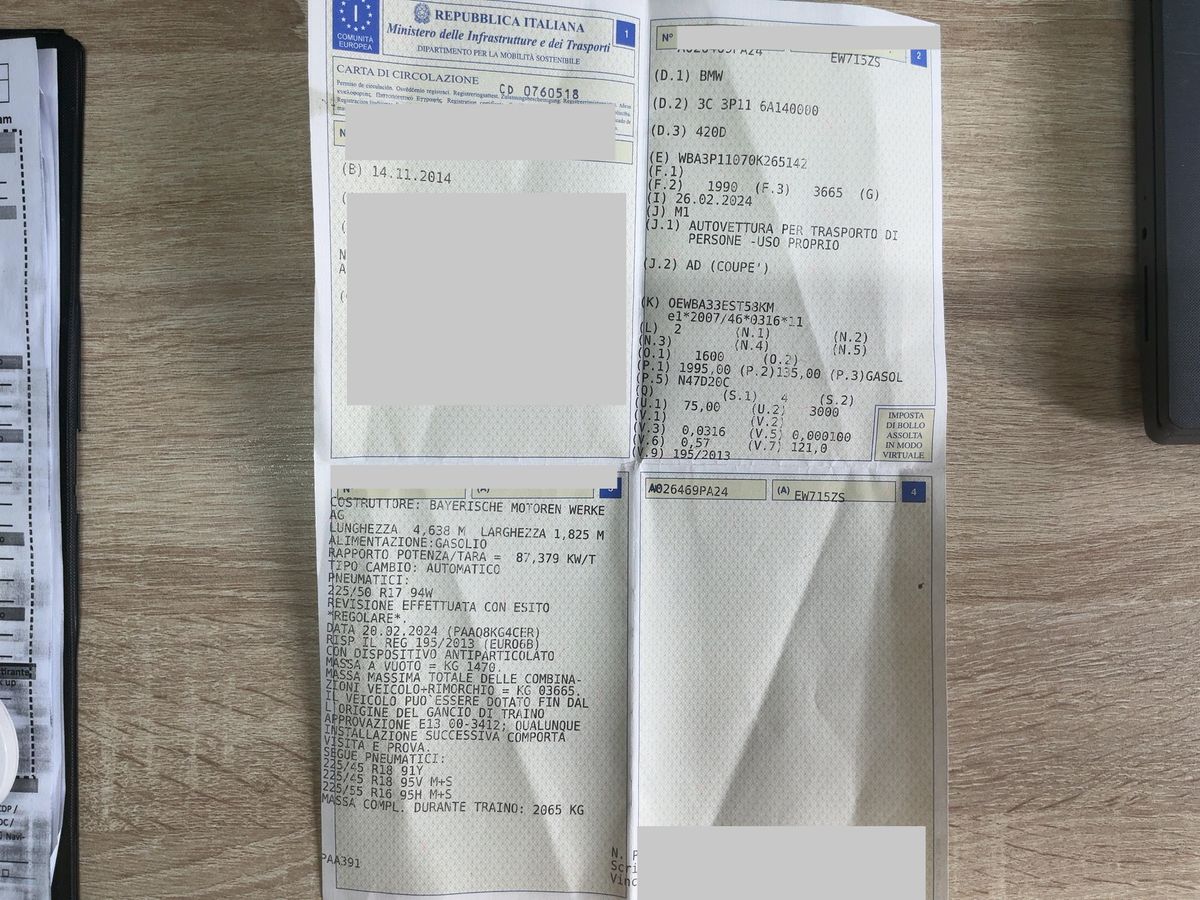 COMUNITÀ
EUROPEA
REPUBBLICA ITALIANA
Ministero delle Infrastrutture e dei Trasporti
DIPARTIMENTO PER LA MOBILITÀ SOSTENIBILE
1
CARTA DI CIRCOLAZIONE
CD 0760518
N
(B) 14.11.2014
N
A
N°
A026469PA24
EW715ZS
2
(D.1) BMW
(D.2) 3C 3P11 6A140000
(D.3) 420D
(E) WBA3P11070K265142
(F.1)
(F.2) 1990 (F.3) 3665 (G)
(I) 26.02.2024
(J) M1
(J.1) AUTOVETTURA PER TRASPORTO DI
PERSONE -USO PROPRIO
(J.2) AD (COUPE')
(K) OEWBA33EST58KM
e1*2007/46*0316*11
(L) 2 (N.1) (N.2)
(N.3) (N.4) (N.5)
(O.1) 1600 (O.2)
(P.1) 1995,00 (P.2)135,00 (P.3)GASOL
(P.5) N47D20C
(Q) (S.1) 4 (S.2)
(U.1) 75,00 (U.2) 3000
(V.1) (V.2)
(V.3) 0,0316 (V.5) 0,000100
(V.6) 0,57 (V.7) 121,0
(V.9) 195/2013
IMPOSTA
DI BOLLO
ASSOLTA
IN MODO
VIRTUALE
N° (A) 3
COSTRUTTORE: BAYERISCHE MOTOREN WERKE
AG
LUNGHEZZA 4,638 M LARGHEZZA 1,825 M
ALIMENTAZIONE:GASOLIO
RAPPORTO POTENZA/TARA = 87,379 KW/T
TIPO CAMBIO: AUTOMATICO
PNEUMATICI:
225/50 R17 94W
REVISIONE EFFETTUATA CON ESITO
*REGOLARE*.
DATA 20.02.2024 (PAA08KG4CER)
RISP IL REG 195/2013 (EURO6B)
CON DISPOSITIVO ANTIPARTICOLATO
MASSA A VUOTO = KG 1470.
MASSA MASSIMA TOTALE DELLE COMBINA-
ZIONI VEICOLO+RIMORCHIO = KG 03665.
IL VEICOLO PUO'ESSERE DOTATO FIN DAL
L'ORIGINE DEL GANCIO DI TRAINO
APPROVAZIONE E13 00-3412; QUALUNQUE
INSTALLAZIONE SUCCESSIVA COMPORTA
VISITA E PROVA.
SEGUE PNEUMATICI:
225/45 R18 91Y
225/45 R18 95V M+S
225/55 R16 95H M+S
MASSA COMPL. DURANTE TRAINO: 2065 KG
PAA391
A026469PA24 (A) EW715ZS 4
N. P
Scri
Vinc
am
up
CDP /
DC /
Navi-